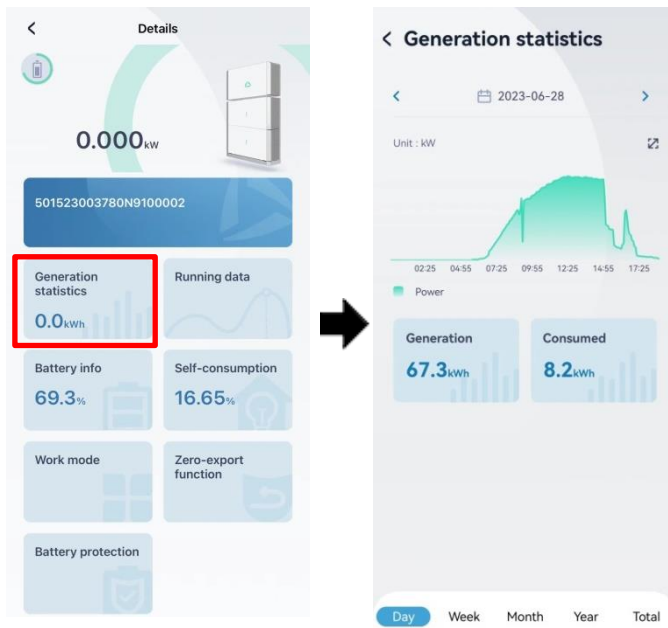 Details
0.000kW
501523003780N9100002
Generation
statistics
0.0kWh
Running data
Battery info
69.3%
Self-consumption
16.65%
Work mode
Zero-export
function
Battery protection
Generation statistics
2023-06-28
Unit : kW
02:25 04:55 07:25 09:55 12:25 14:55 17:25
Power
Generation
67.3kWh
Consumed
8.2kWh
Day Week Month Year Total